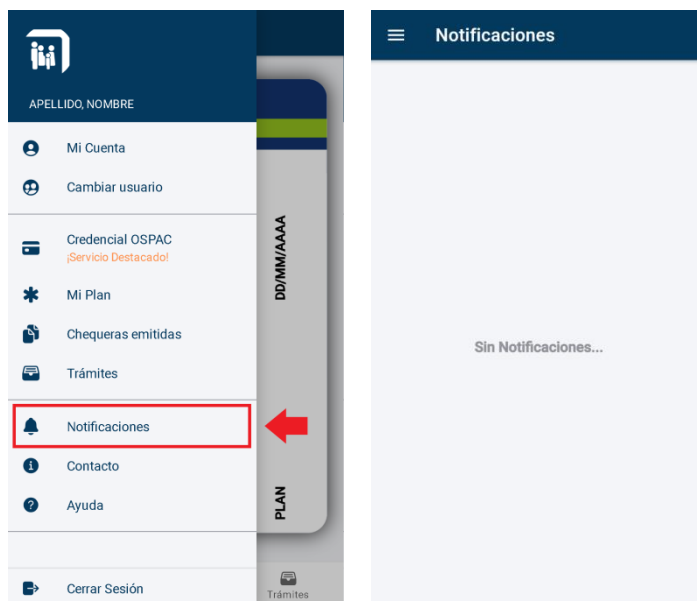 APELLIDO, NOMBRE
Mi Cuenta
Cambiar usuario
Credencial OSPAC
¡Servicio Destacado!
Mi Plan
Chequeras emitidas
Trámites
Notificaciones
Contacto
Ayuda
Cerrar Sesión
DD/MM/AAAA
PLAN
Trámites
Notificaciones
Sin Notificaciones...